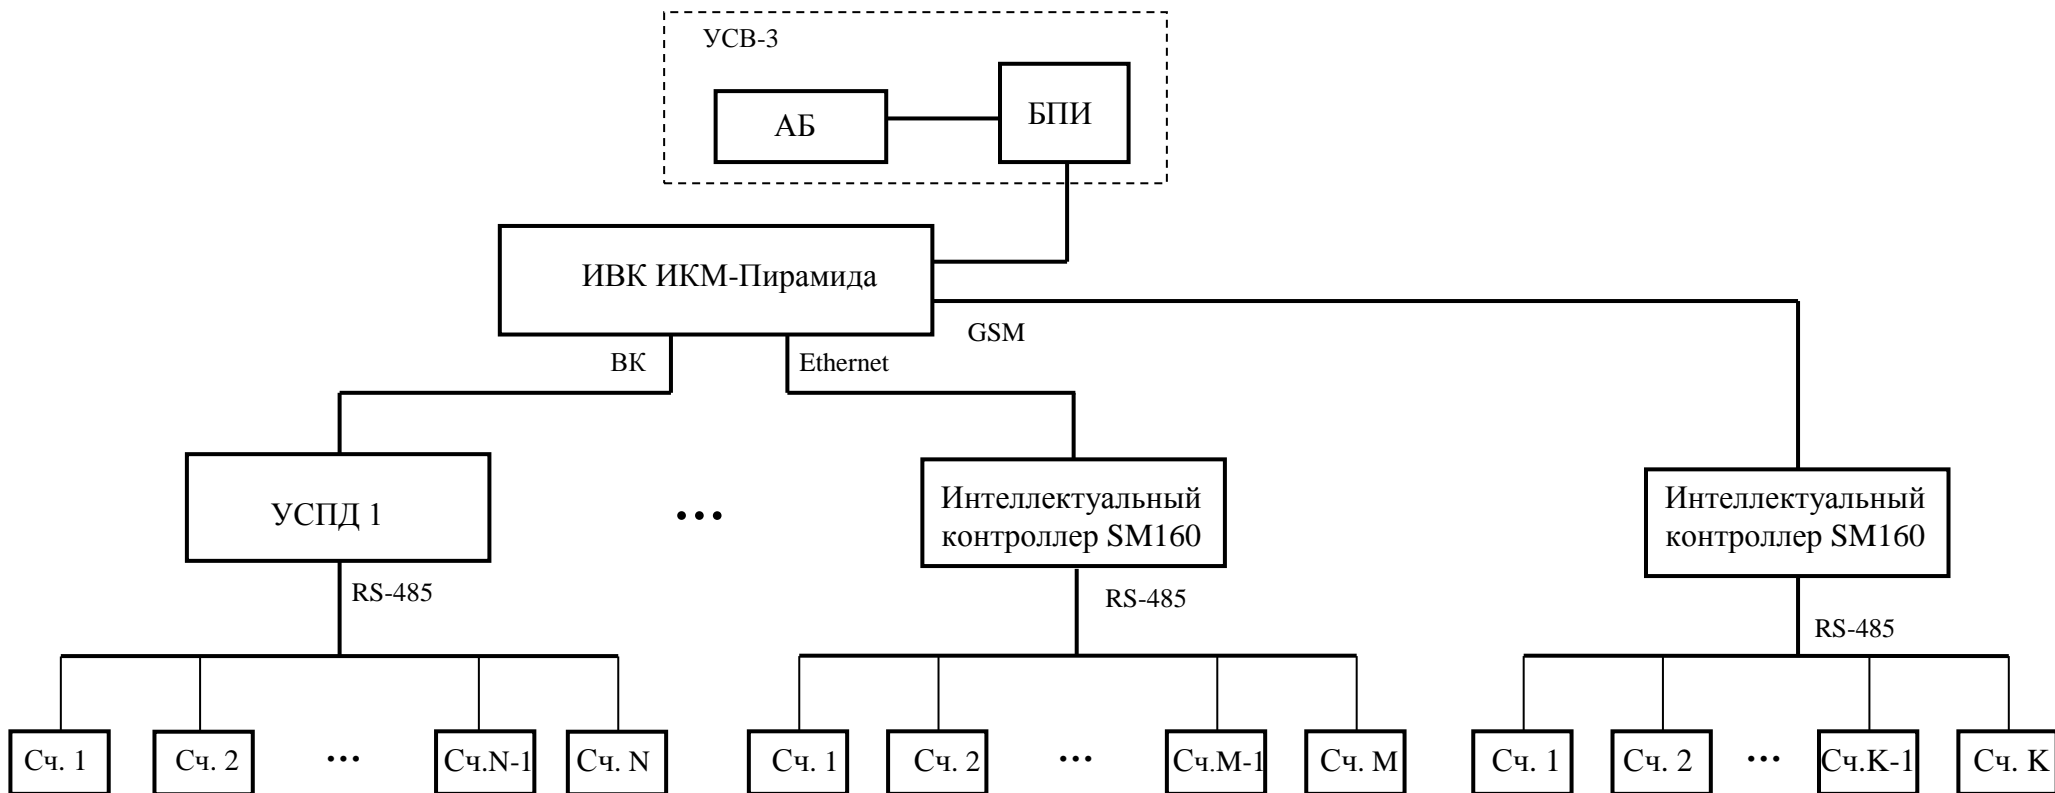 УСВ-3
АБ
БПИ
ИВК ИКМ-Пирамида
GSM
ВК
Ethernet
УСПД 1
...
Интеллектуальный
контроллер SM160
Интеллектуальный
контроллер SM160
RS-485
RS-485
RS-485
Сч. 1
Сч. 2
...
Сч.N-1
Сч. N
Сч. 1
Сч. 2
...
Сч.М-1
Сч. М
Сч. 1
Сч. 2
...
Сч.К-1
Сч. К